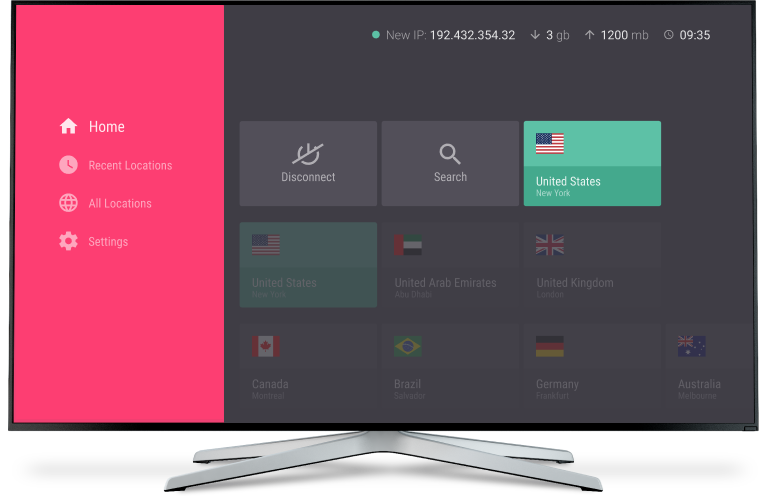 New IP: 192.432.354.32 3 gb 1200 mb 09:35
Home
Recent Locations
All Locations
Settings
Disconnect
Search
United States
New York
United States
New York
United Arab Emirates
Abu Dhabi
United Kingdom
London
Canada
Montreal
Brazil
Salvador
Germany
Frankfurt
Australia
Melbourne